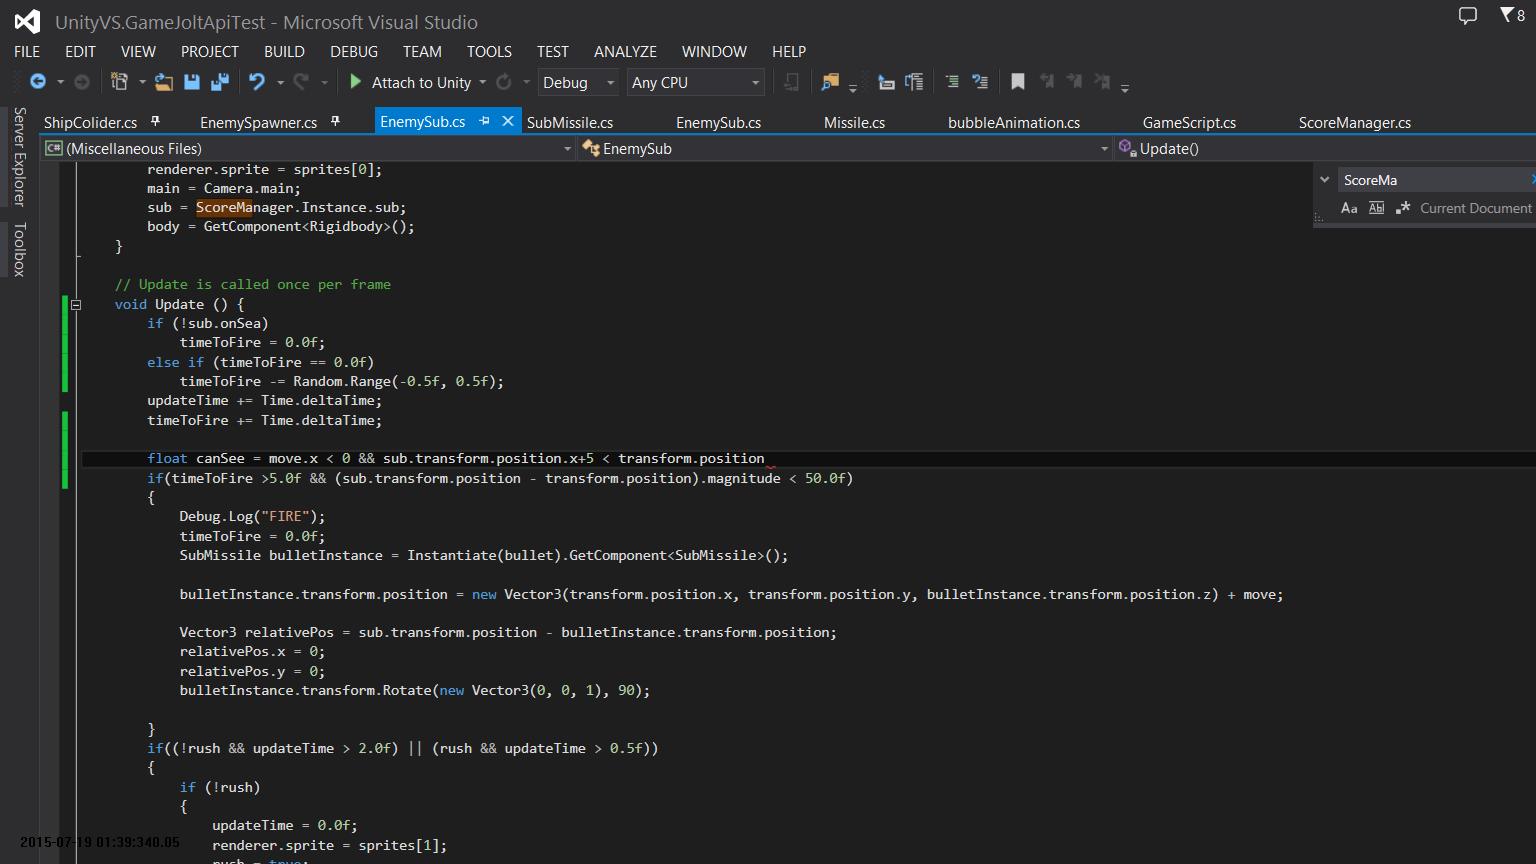 UnityVS.GameJoltApiTest - Microsoft Visual Studio
8
FILE EDIT VIEW PROJECT BUILD DEBUG TEAM TOOLS TEST ANALYZE WINDOW HELP
Attach to Unity Debug Any CPU
Server Explorer
Toolbox
ShipColider.cs EnemySpawner.cs EnemySub.cs SubMissile.cs EnemySub.cs Missile.cs bubbleAnimation.cs GameScript.cs ScoreManager.cs
C# (Miscellaneous Files) EnemySub Update()
ScoreMa
Aa Abl .* Current Document
renderer.sprite = sprites[0];
main = Camera.main;
sub = ScoreManager.Instance.sub;
body = GetComponent<Rigidbody>();
}
// Update is called once per frame
void Update () {
if (!sub.onSea)
timeToFire = 0.0f;
else if (timeToFire == 0.0f)
timeToFire -= Random.Range(-0.5f, 0.5f);
updateTime += Time.deltaTime;
timeToFire += Time.deltaTime;
float canSee = move.x < 0 && sub.transform.position.x+5 < transform.position
if(timeToFire >5.0f && (sub.transform.position - transform.position).magnitude < 50.0f)
{
Debug.Log("FIRE");
timeToFire = 0.0f;
SubMissile bulletInstance = Instantiate(bullet).GetComponent<SubMissile>();
bulletInstance.transform.position = new Vector3(transform.position.x, transform.position.y, bulletInstance.transform.position.z) + move;
Vector3 relativePos = sub.transform.position - bulletInstance.transform.position;
relativePos.x = 0;
relativePos.y = 0;
bulletInstance.transform.Rotate(new Vector3(0, 0, 1), 90);
}
if((!rush && updateTime > 2.0f) || (rush && updateTime > 0.5f))
{
if (!rush)
{
updateTime = 0.0f;
renderer.sprite = sprites[1];
rush = true;
2015-07-19 01:39:340.05